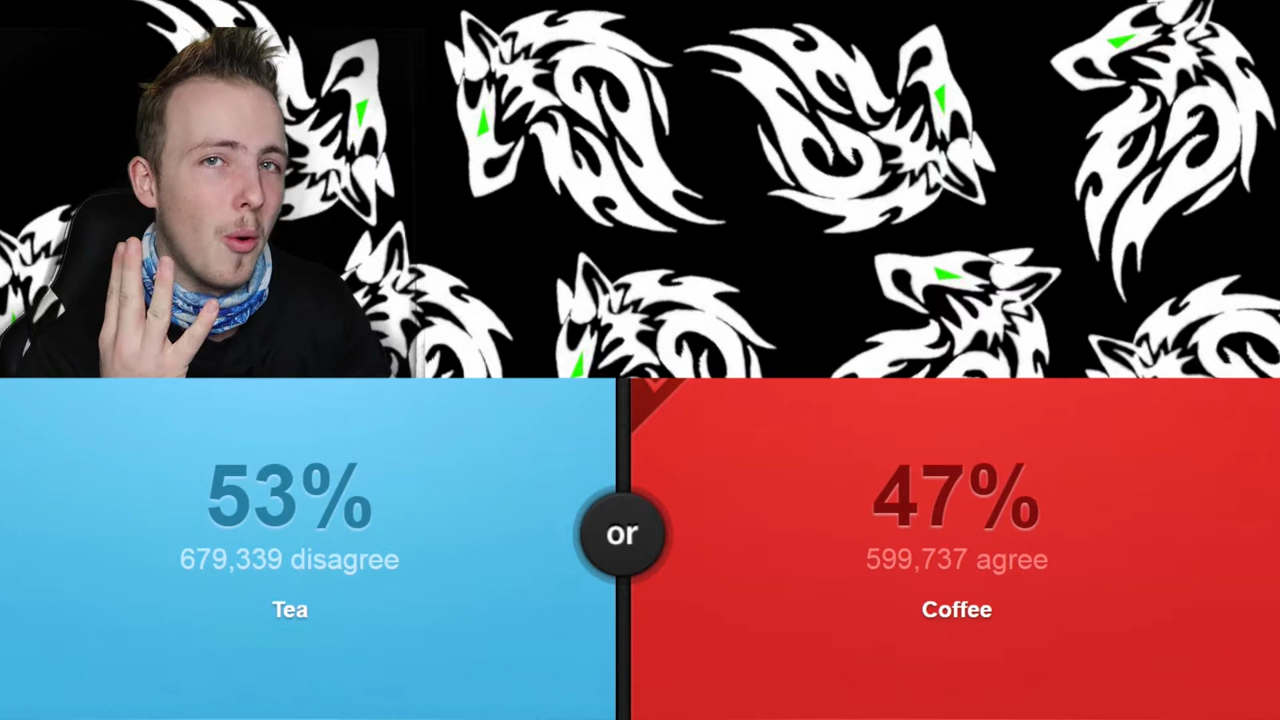 53%
679,339 disagree
Tea
or
47%
599,737 agree
Coffee